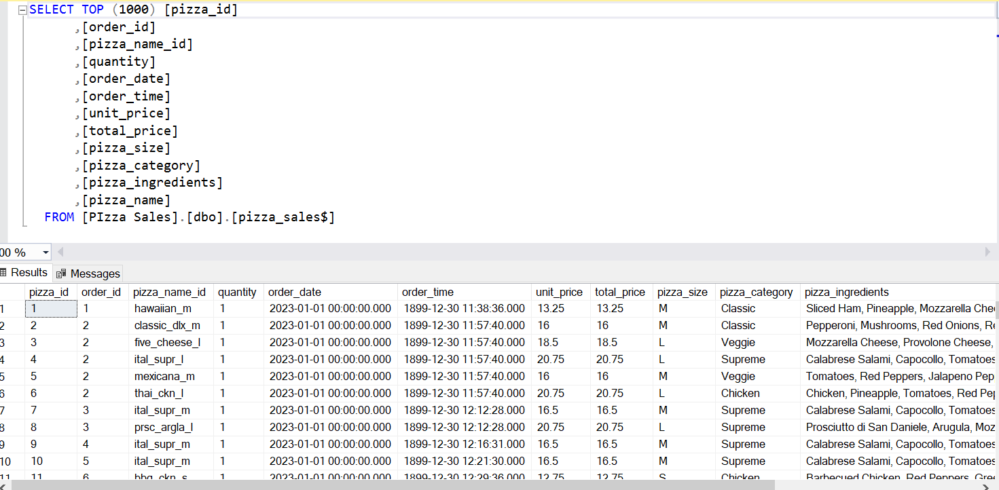 SELECT TOP (1000) [pizza_id]
,[order_id]
,[pizza_name_id]
,[quantity]
,[order_date]
,[order_time]
,[unit_price]
,[total_price]
,[pizza_size]
,[pizza_category]
,[pizza_ingredients]
,[pizza_name]
FROM [PIzza Sales].[dbo].[pizza_sales$]
00 %
Results Messages
pizza_id order_id pizza_name_id quantity order_date order_time unit_price total_price pizza_size pizza_category pizza_ingredients
1 1 1 hawaiian_m 1 2023-01-01 00:00:00.000 1899-12-30 11:38:36.000 13.25 13.25 M Classic Sliced Ham, Pineapple, Mozzarella
2 2 2 classic_dlx_m 1 2023-01-01 00:00:00.000 1899-12-30 11:57:40.000 16 16 M Classic Pepperoni, Mushrooms, Red Onions,
3 3 2 five_cheese_l 1 2023-01-01 00:00:00.000 1899-12-30 11:57:40.000 18.5 18.5 L Veggie Mozzarella Cheese, Provolone Cheese,
4 4 2 ital_supr_l 1 2023-01-01 00:00:00.000 1899-12-30 11:57:40.000 20.75 20.75 L Supreme Calabrese Salami, Capocollo, Tomatoes
5 5 2 mexicana_m 1 2023-01-01 00:00:00.000 1899-12-30 11:57:40.000 16 16 M Veggie Tomatoes, Red Peppers, Jalapeno Pep
6 6 2 thai_ckn_l 1 2023-01-01 00:00:00.000 1899-12-30 11:57:40.000 20.75 20.75 L Chicken Chicken, Pineapple, Tomatoes, Red
7 7 3 ital_supr_m 1 2023-01-01 00:00:00.000 1899-12-30 12:12:28.000 16.5 16.5 M Supreme Calabrese Salami, Capocollo, Tomatoes
8 8 3 prsc_argla_l 1 2023-01-01 00:00:00.000 1899-12-30 12:12:28.000 20.75 20.75 L Supreme Prosciutto di San Daniele, Arugula, Moz
9 9 4 ital_supr_m 1 2023-01-01 00:00:00.000 1899-12-30 12:16:31.000 16.5 16.5 M Supreme Calabrese Salami, Capocollo, Tomatoes
10 10 5 ital_supr_m 1 2023-01-01 00:00:00.000 1899-12-30 12:21:30.000 16.5 16.5 M Supreme Calabrese Salami, Capocollo, Tomatoes
11 11 6 bbq_ckn_s 1 2023-01-01 00:00:00.000 1899-12-30 12:29:36.000 12.75 12.75 S Chicken Barbecued Chicken, Red Peppers,